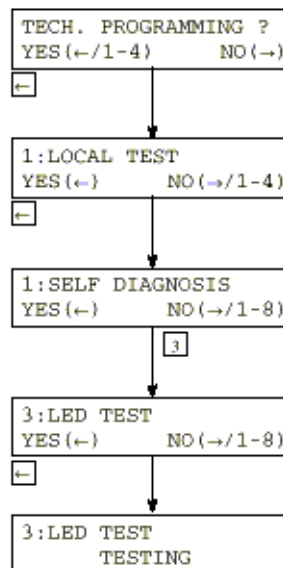 TECH. PROGRAMMING ?
YES(←/1-4) NO(→)
←
1:LOCAL TEST
YES(←) NO(→/1-4)
←
1:SELF DIAGNOSIS
YES(←) NO(→/1-8)
3
3:LED TEST
YES(←) NO(→/1-8)
←
3:LED TEST
TESTING